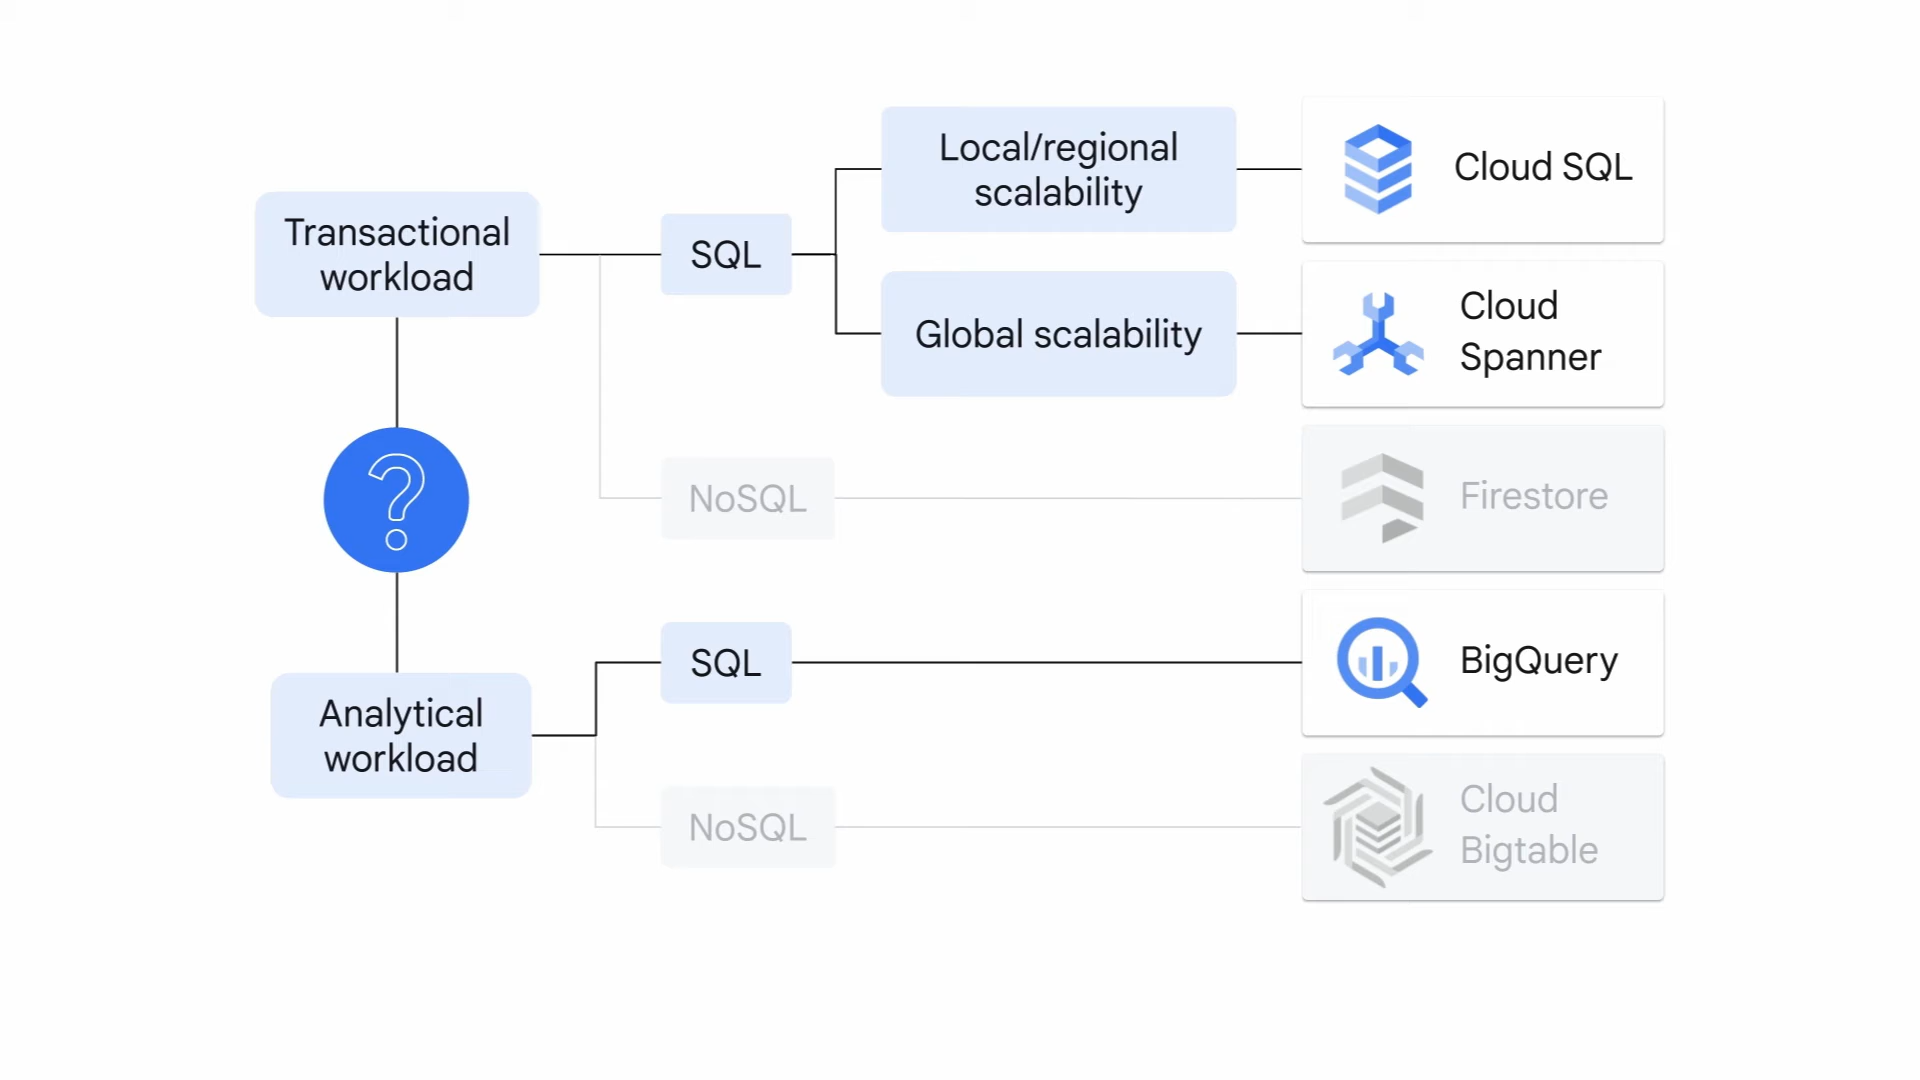 Transactional
workload
SQL
Local/regional
scalability
Cloud SQL
Global scalability
Cloud
Spanner
?
NoSQL
Firestore
Analytical
workload
SQL
BigQuery
NoSQL
Cloud
Bigtable